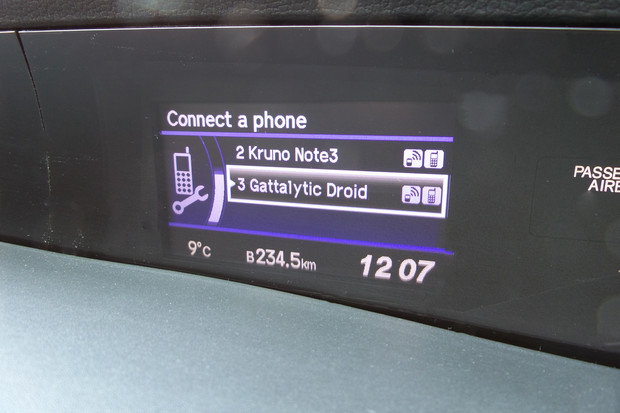 Connect a phone
2 Kruno Note3
3 Gattalytic Droid
9°C B234.5km 12 07
PASSE
AIRB